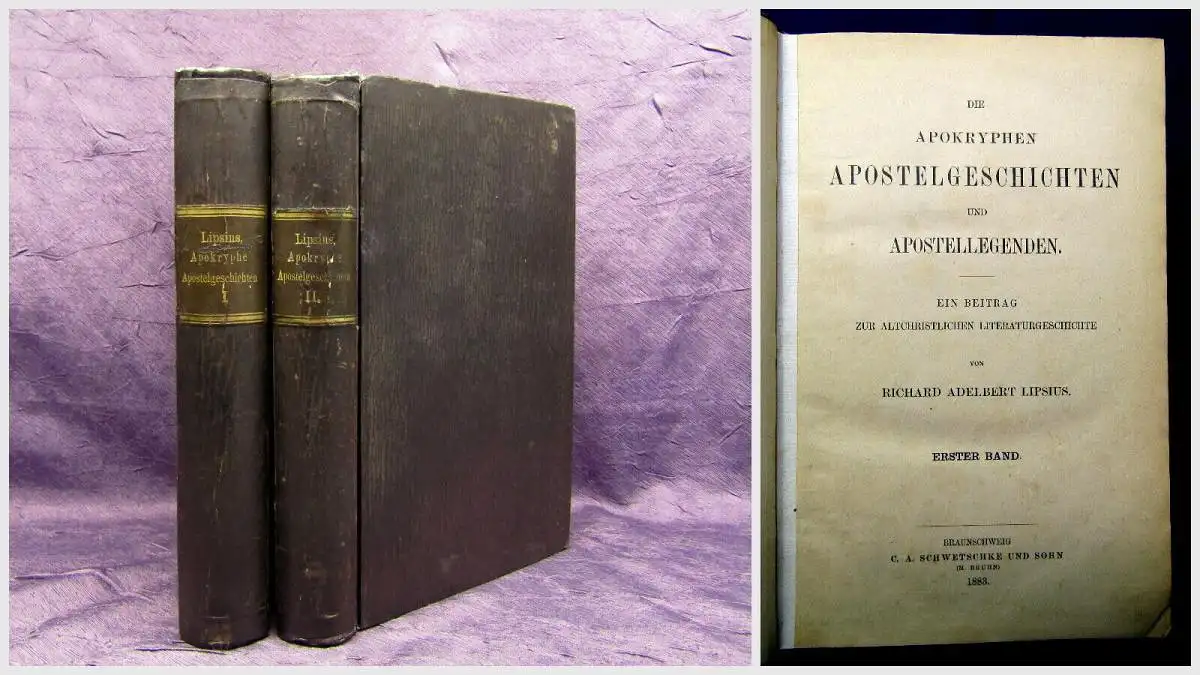 Lipsius,
Apokryphe
Apostelgeschichten
I.
Lipsius,
Apokryphe
II.
DIE
APOKRYPHEN
APOSTELGESCHICHTEN
UND
APOSTELLEGENDEN.
EIN BEITRAG
ZUR ALTCHRISTLICHEN LITERATURGESCHICHTE
VON
RICHARD ADELBERT LIPSIUS.
ERSTER BAND.
BRAUNSCHWEIG
C. A. SCHWETSCHKE UND SOHN
(M. BRUHN)
1883.